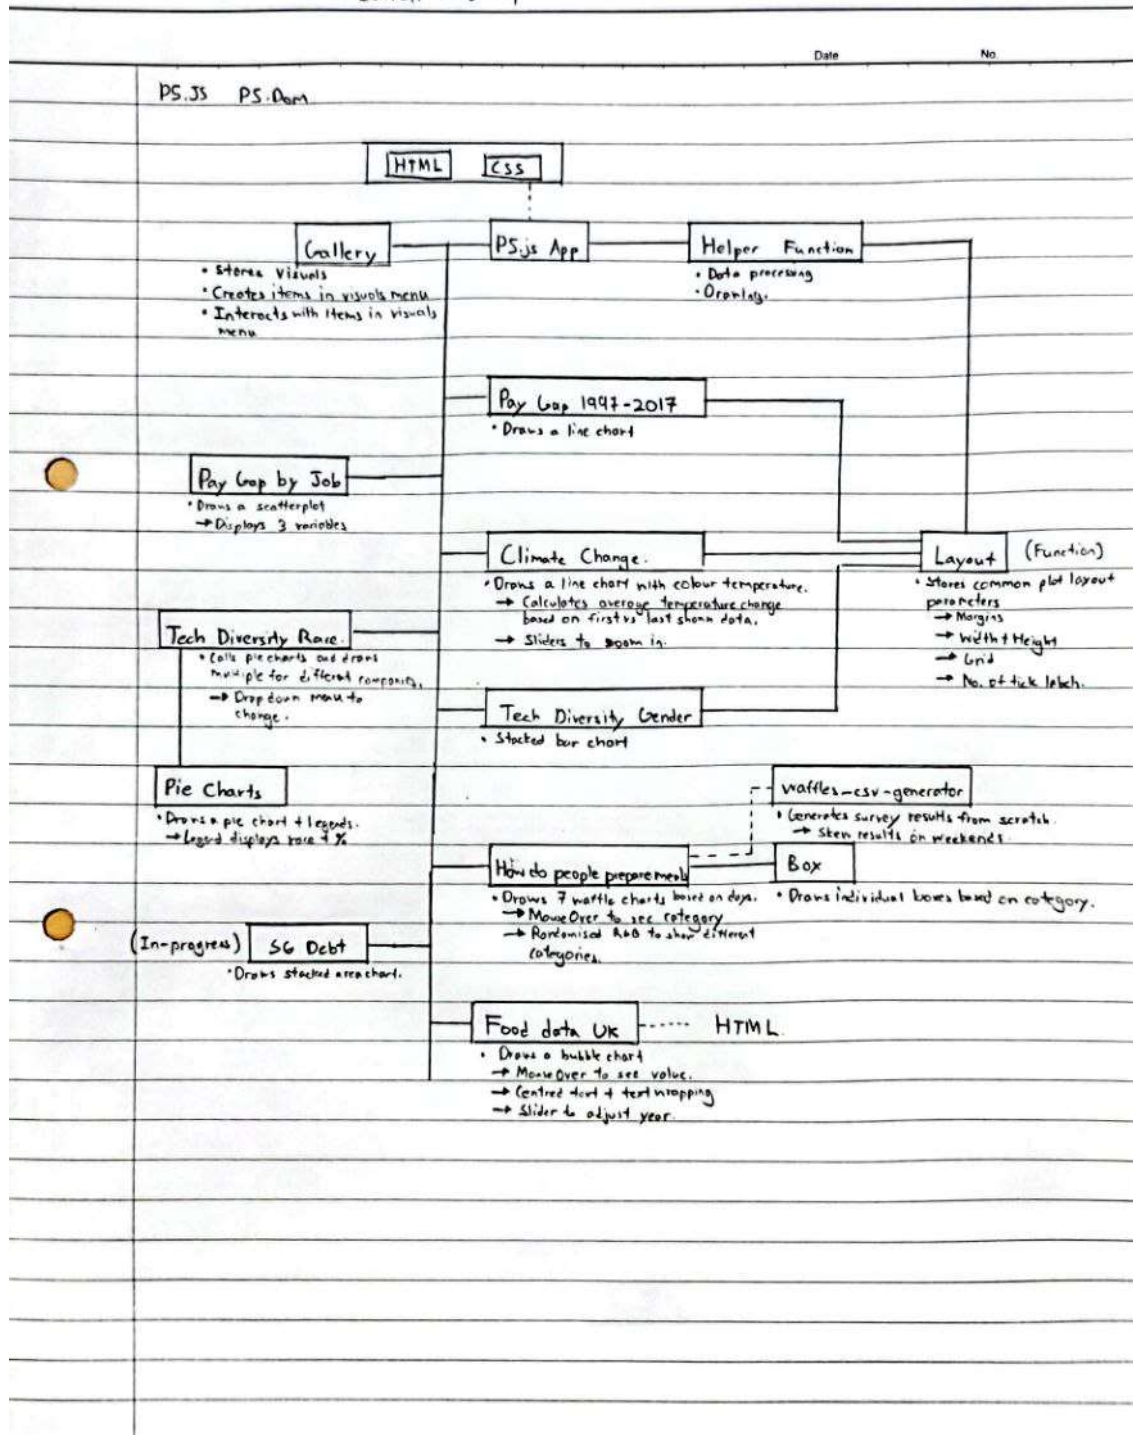 Date No.
P5.JS P5.Dom
HTML CSS
Gallery
P5.js App
Helper Function
• Stores Visuals
• Creates items in visuals menu
• Interacts with items in visuals
menu
• Data processing
• Drawings.
Pay Gap 1997-2017
• Draws a line chart
Pay Gap by Job
• Draws a scatterplot
→ Displays 3 variables
Climate Change.
• Draws a line chart with colour temperature.
→ Calculates average temperature change
based on first vs last shown data.
→ Sliders to zoom in.
Layout (Function)
• Stores common plot layout
parameters
→ Margins
→ Width + Height
→ Grid
→ No. of tick labels.
Tech Diversity Race.
• Calls pie charts and draws
multiple for different companies.
→ Drop down menu to
change.
Tech Diversity Gender
• Stacked bar chart
Pie Charts
• Draws a pie chart + legends.
→ Legend displays race + %
waffles-csv-generator
• Generates survey results from scratch.
→ Skew results on weekends.
How do people prepare meals
• Draws 7 waffle charts based on days.
→ MouseOver to see category
→ Randomised RGB to show different
categories.
Box
• Draws individual boxes based on category.
(In-progress) SG Debt
• Draws stacked area chart.
Food data UK HTML.
• Draws a bubble chart
→ MouseOver to see value.
→ Centred text + text wrapping
→ Slider to adjust year.